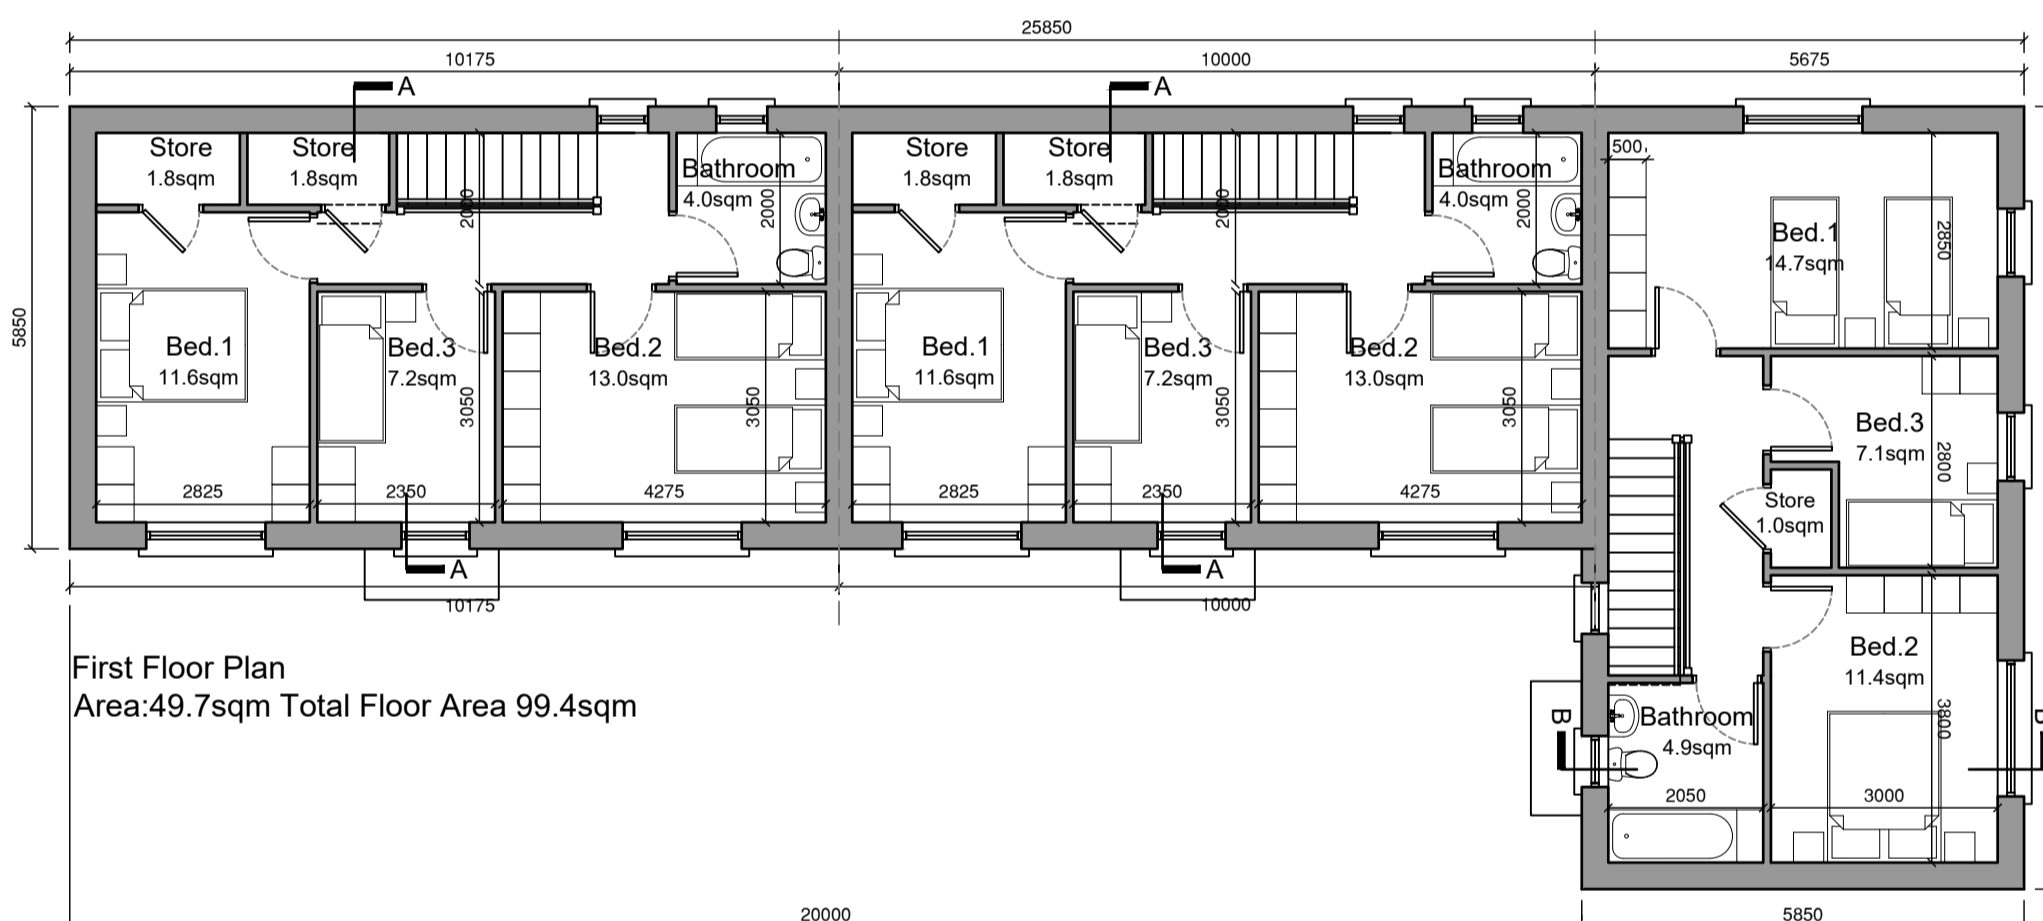 25850
10175
10000
5675
A
A
5850
Store
1.8sqm
Store
1.8sqm
2000
Bathroom
4.0sqm
2000
Store
1.8sqm
Store
1.8sqm
2000
Bathroom
4.0sqm
2000
500
Bed.1
14.7sqm
2850
Bed.1
11.6sqm
Bed.3
7.2sqm
3050
Bed.2
13.0sqm
3050
Bed.1
11.6sqm
Bed.3
7.2sqm
3050
Bed.2
13.0sqm
3050
Bed.3
7.1sqm
2800
Store
1.0sqm
2825
2350
4275
2825
2350
4275
A
A
10175
10000
First Floor Plan
Area:49.7sqm Total Floor Area 99.4sqm
Bed.2
11.4sqm
3800
B
Bathroom
4.9sqm
2050
3000
20000
5850